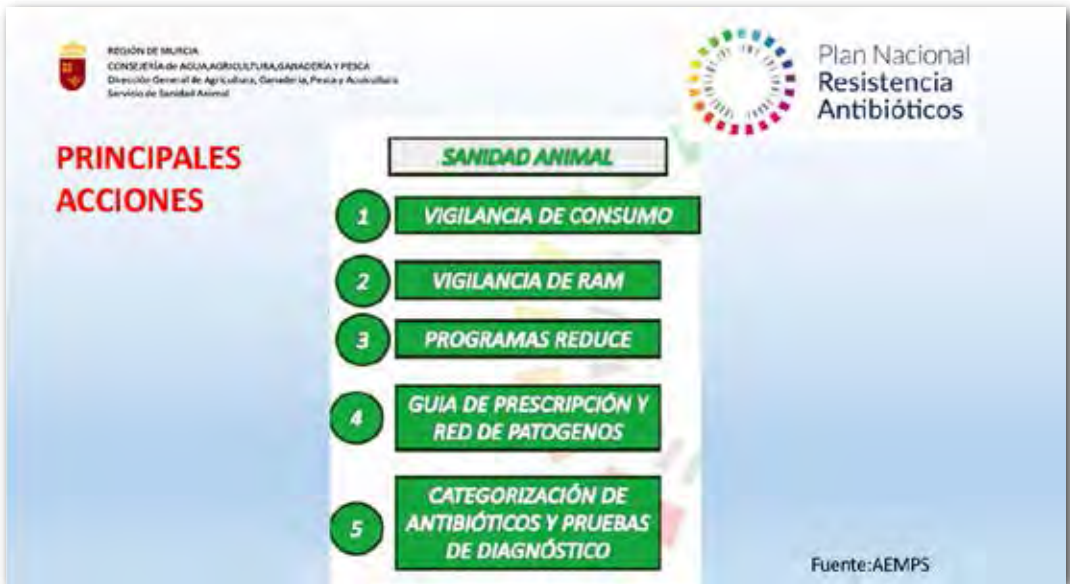 REGIÓN DE MURCIA
CONSEJERÍA de AGUA,AGRICULTURA,GANADERÍA Y PESCA
Dirección General de Agricultura, Ganadería, Pesca y Acuicultura
Servicio de Sanidad Animal
Plan Nacional
Resistencia
Antibióticos
PRINCIPALES
ACCIONES
SANIDAD ANIMAL
1 VIGILANCIA DE CONSUMO
2 VIGILANCIA DE RAM
3 PROGRAMAS REDUCE
4 GUIA DE PRESCRIPCIÓN Y
RED DE PATOGENOS
5 CATEGORIZACIÓN DE
ANTIBIÓTICOS Y PRUEBAS
DE DIAGNÓSTICO
Fuente:AEMPS